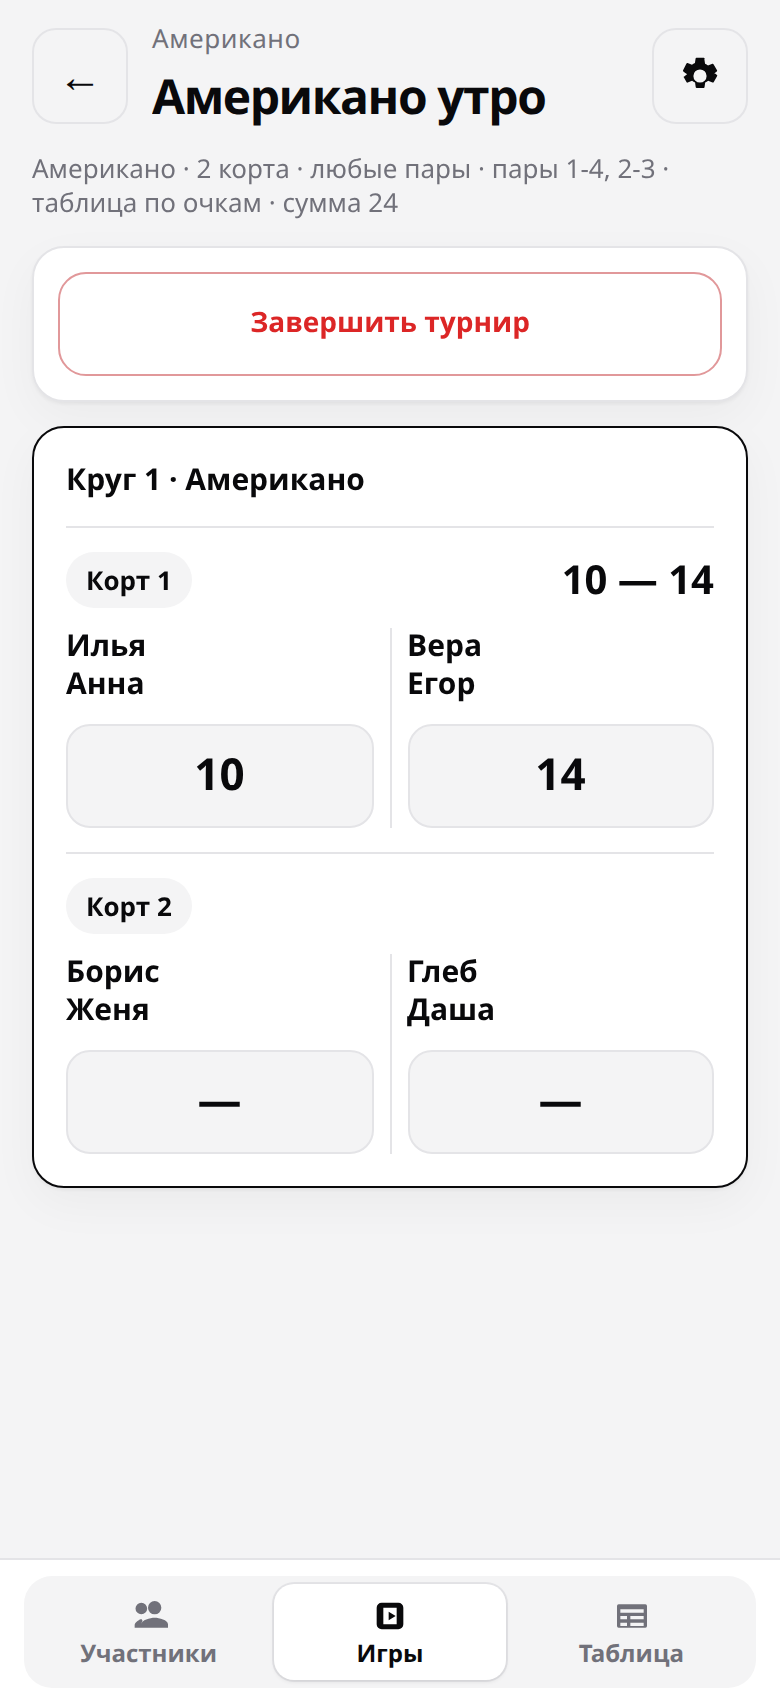 Американо
←
Американо утро
Американо · 2 корта · любые пары · пары 1-4, 2-3 ·
таблица по очкам · сумма 24
Завершить турнир
Круг 1 · Американо
Корт 1
10 — 14
Илья
Анна
Вера
Егор
10
14
Корт 2
Борис
Женя
Глеб
Даша
—
—
Участники
Игры
Таблица